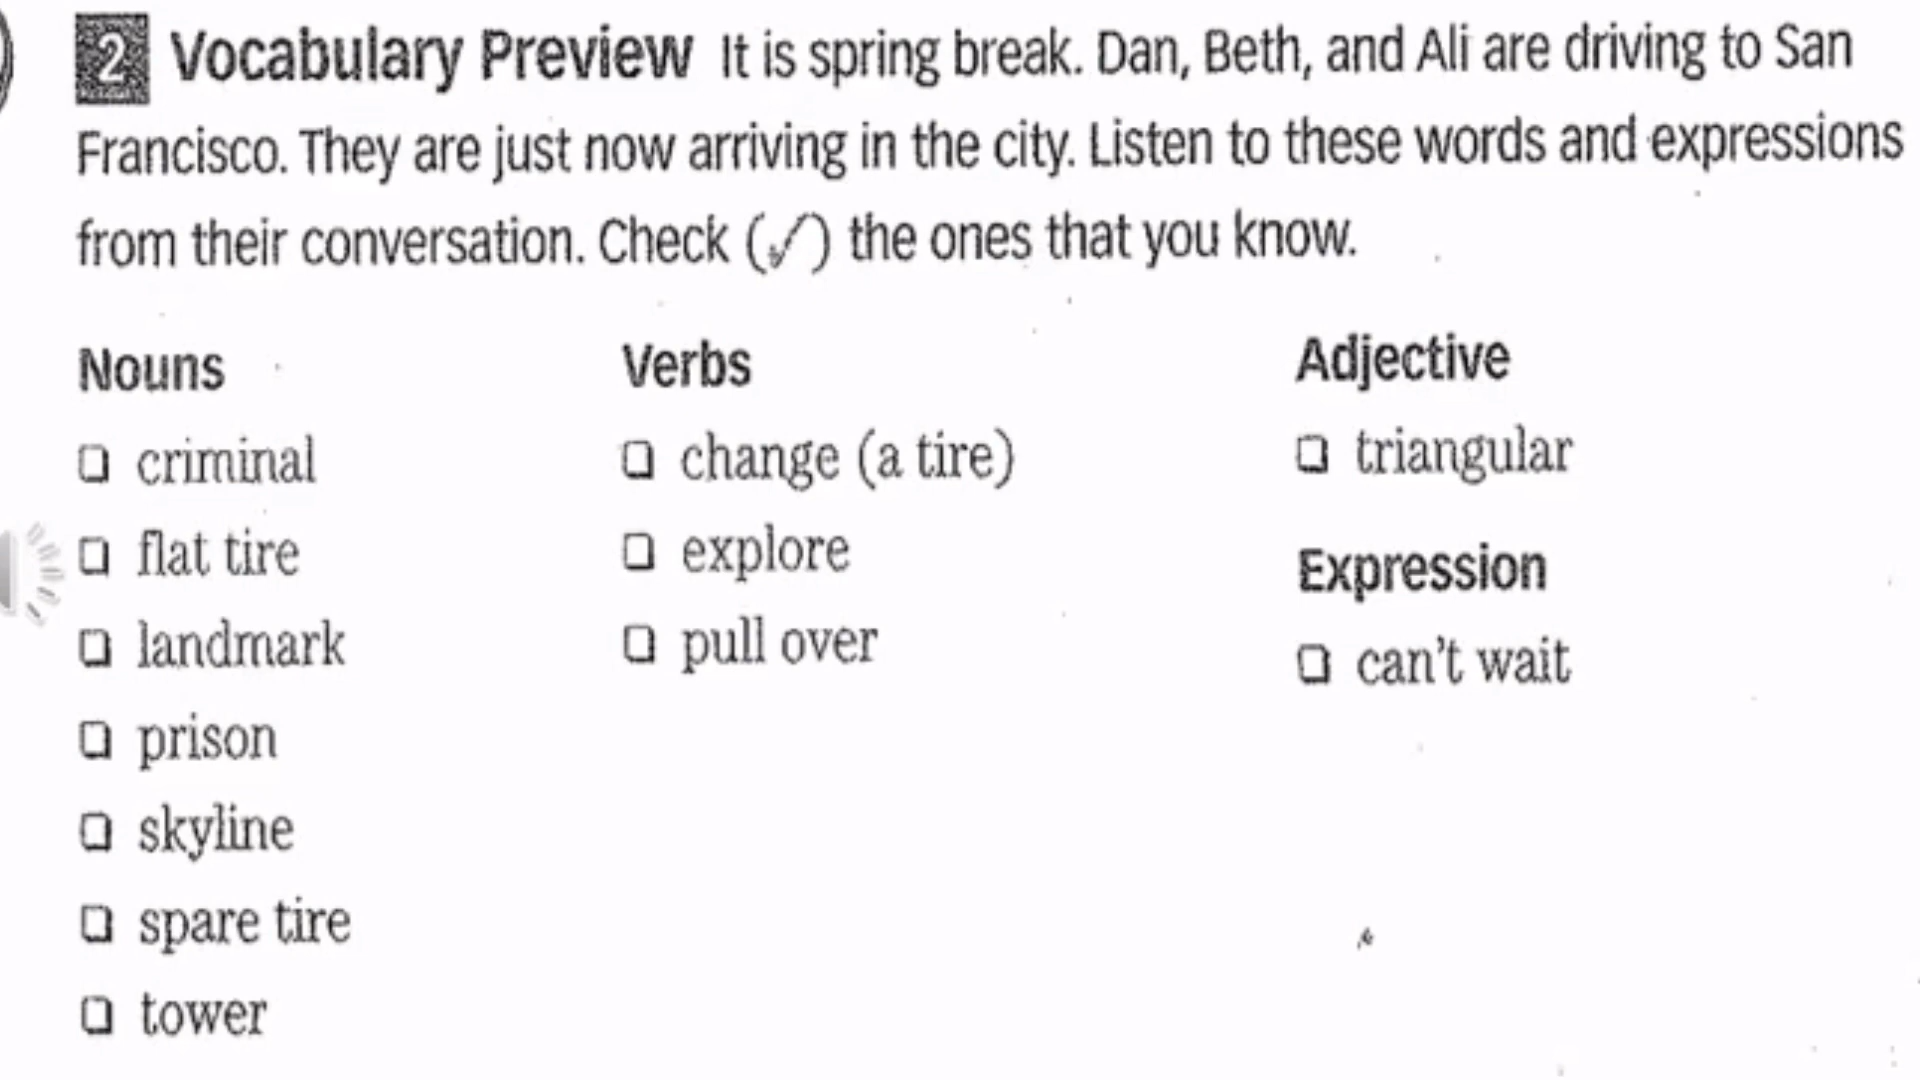 2 Vocabulary Preview It is spring break. Dan, Beth, and Ali are driving to San
Francisco. They are just now arriving in the city. Listen to these words and expressions
from their conversation. Check (✓) the ones that you know.
Nouns
❑ criminal
❑ flat tire
❑ landmark
❑ prison
❑ skyline
❑ spare tire
❑ tower
Verbs
❑ change (a tire)
❑ explore
❑ pull over
Adjective
❑ triangular
Expression
❑ can't wait